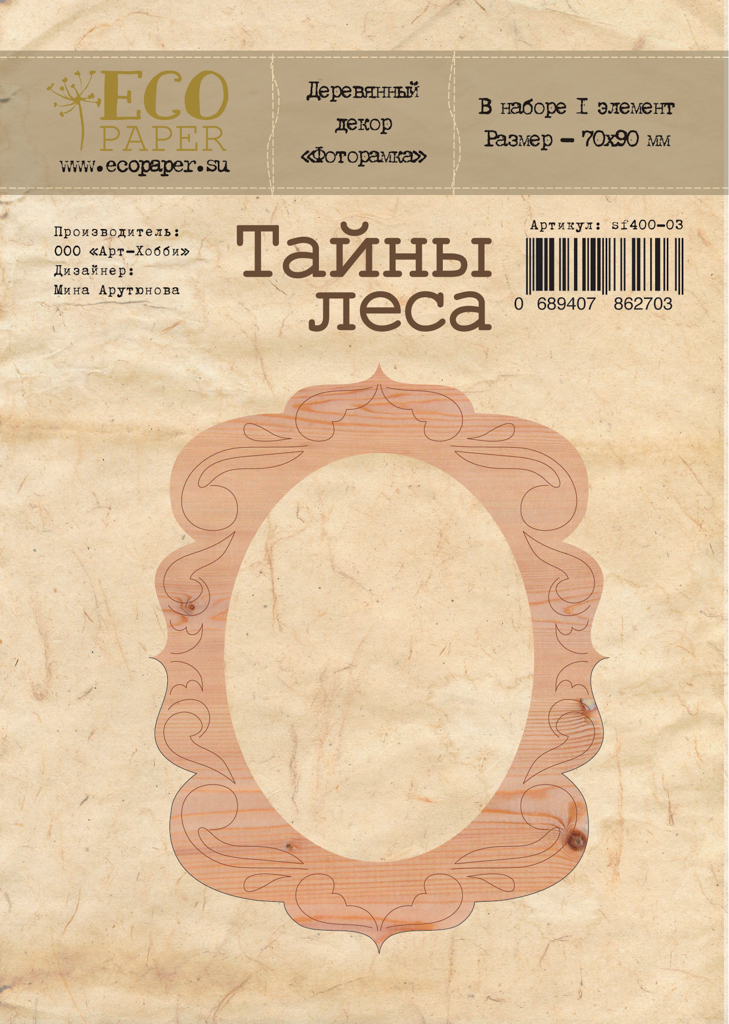 ECO
PAPER
www.ecopaper.su
Деревянный
декор
«Фоторамка»
В наборе 1 элемент
Размер – 70x90 мм
Производитель:
ООО «Арт-Хобби»
Дизайнер:
Мина Арутюнова
Тайны
леса
Артикул: sf400-03
0 689407 862703